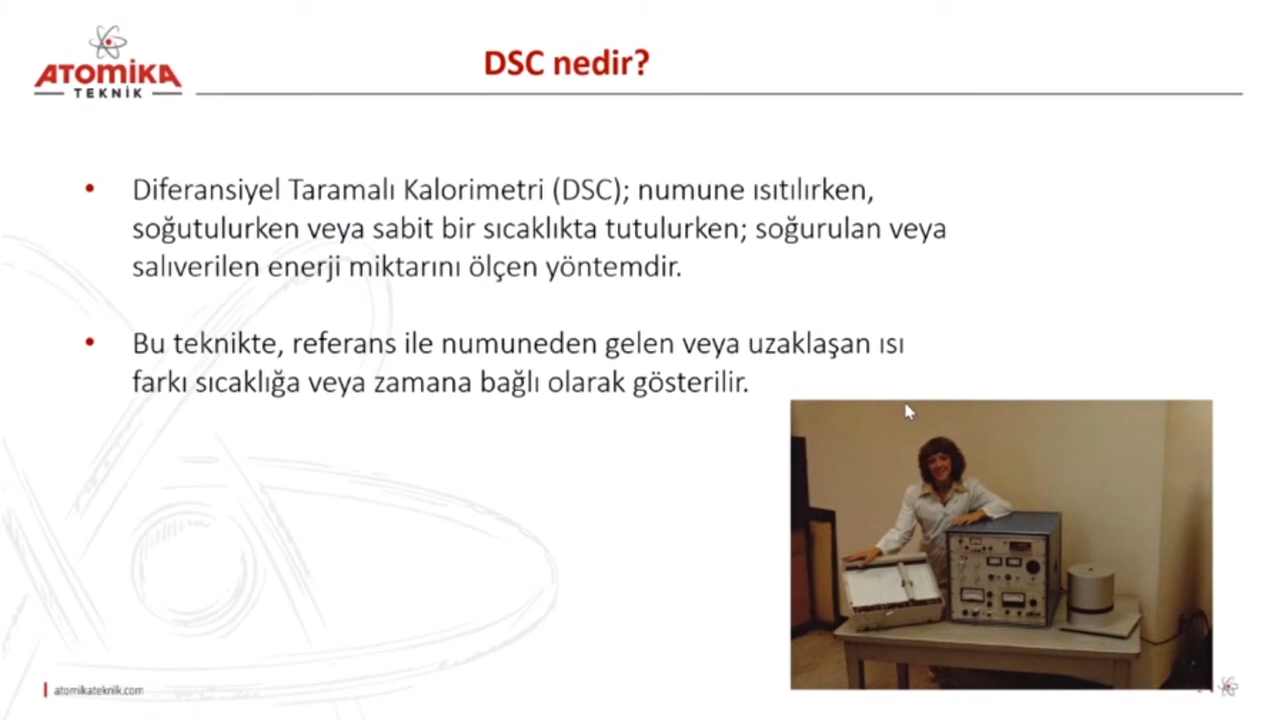 ATOMİKA
TEKNİK
DSC nedir?
• Diferansiyel Taramalı Kalorimetri (DSC); numune ısıtılırken,
soğutulurken veya sabit bir sıcaklıkta tutulurken; soğurulan veya
salıverilen enerji miktarını ölçen yöntemdir.
• Bu teknikte, referans ile numuneden gelen veya uzaklaşan ısı
farkı sıcaklığa veya zamana bağlı olarak gösterilir.
atomikateknik.com